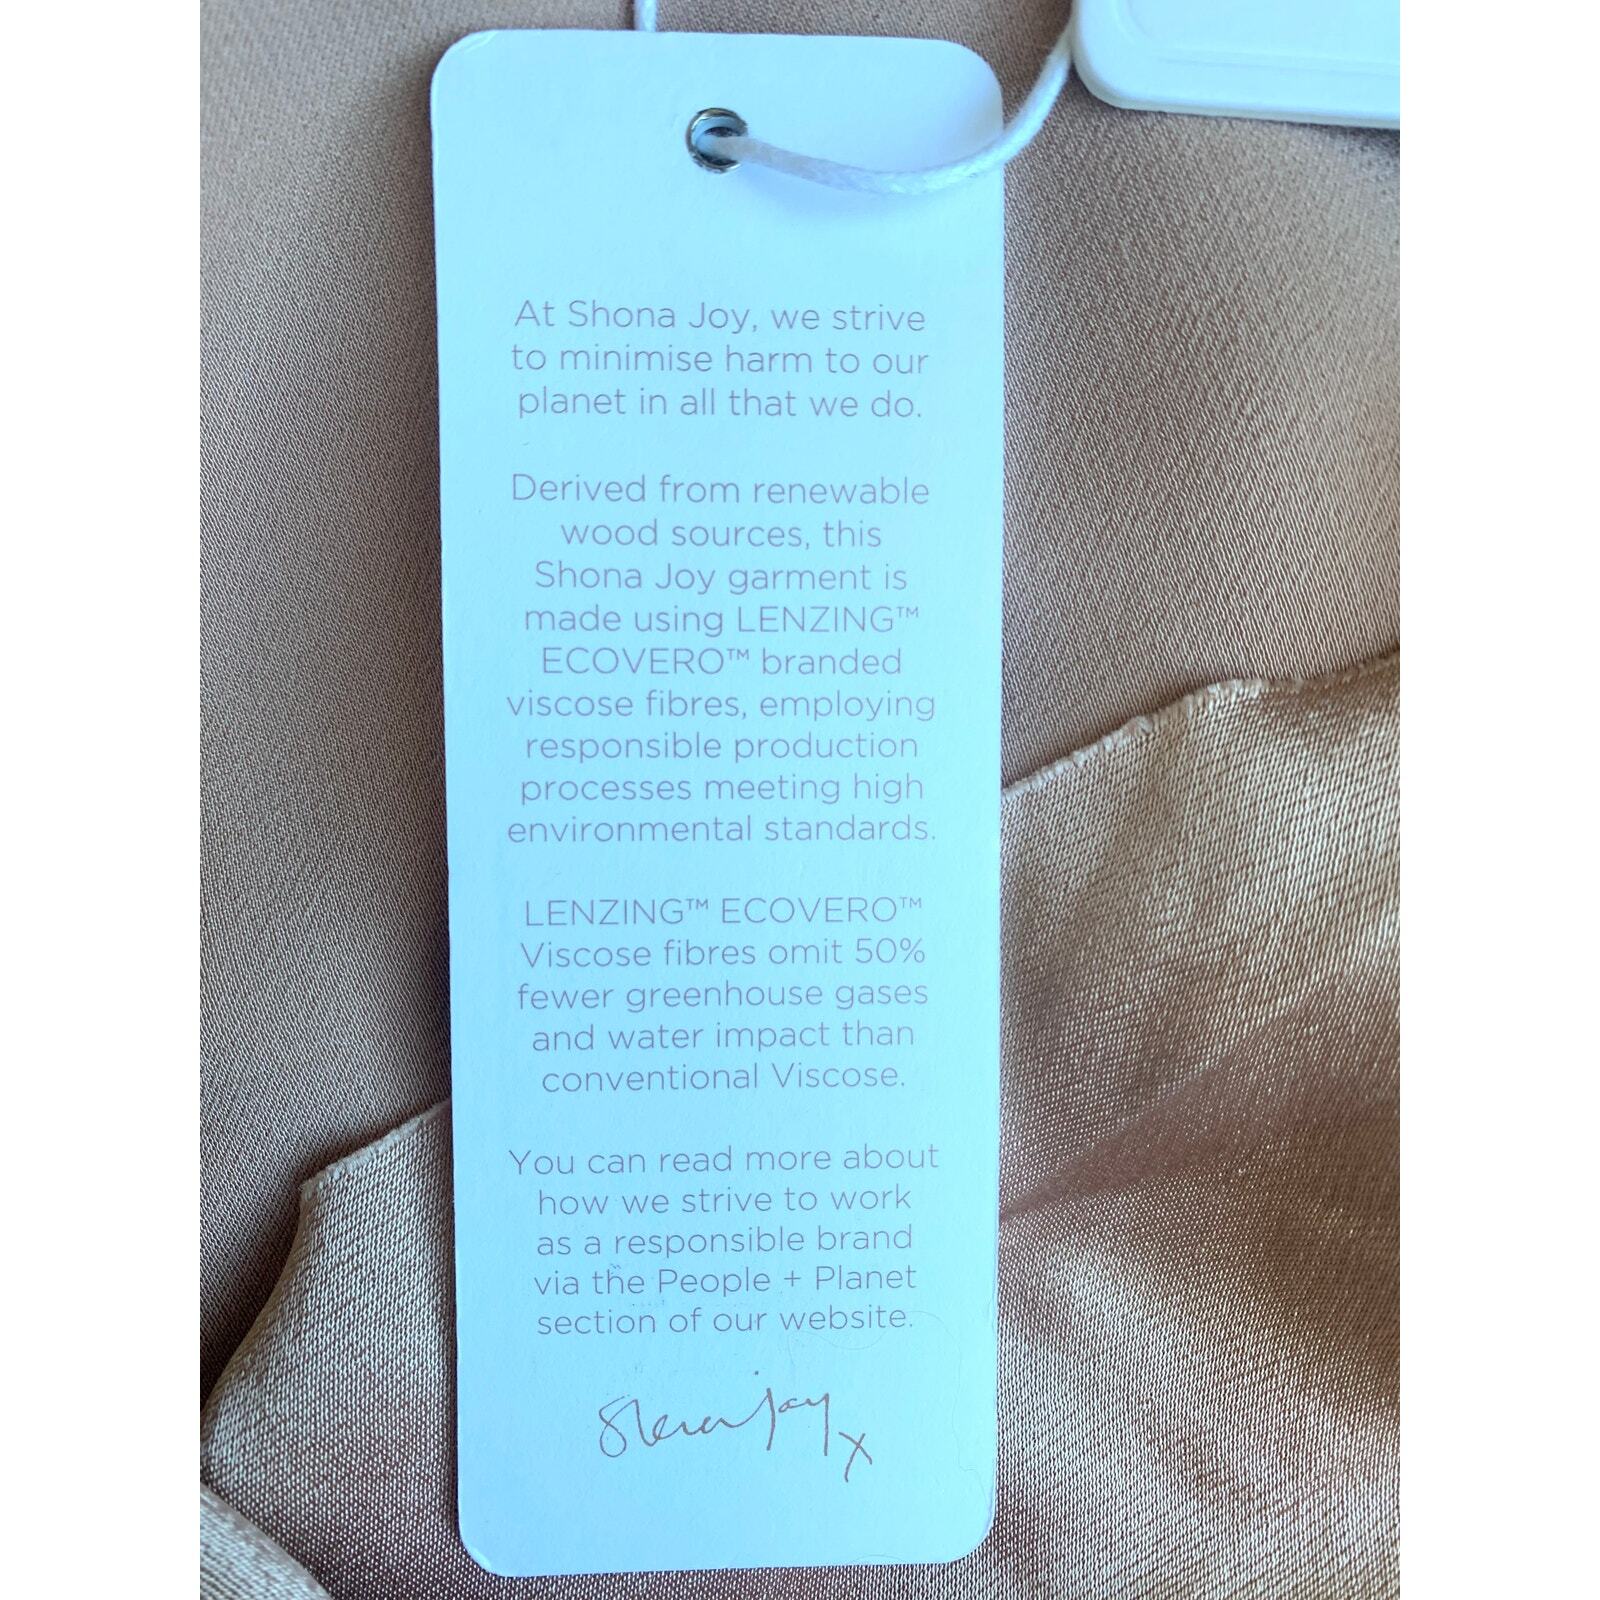 At Shona Joy, we strive
to minimise harm to our
planet in all that we do.
Derived from renewable
wood sources, this
Shona Joy garment is
made using LENZING™
ECOVERO™ branded
viscose fibres, employing
responsible production
processes meeting high
environmental standards.
LENZING™ ECOVERO™
Viscose fibres omit 50%
fewer greenhouse gases
and water impact than
conventional Viscose.
You can read more about
how we strive to work
as a responsible brand
via the People + Planet
section of our website.
Shona Joy x